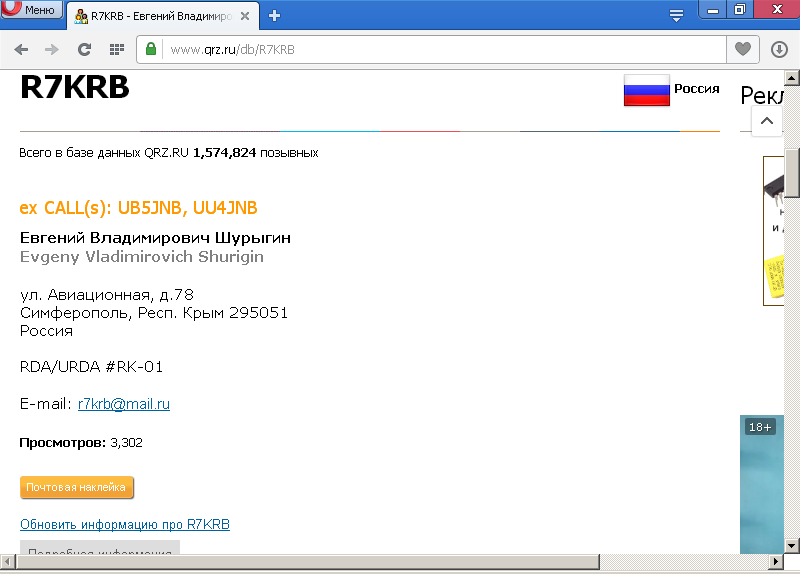 Меню
R7KRB - Евгений Владимиро
www.qrz.ru/db/R7KRB
R7KRB
Россия
Рекл
Всего в базе данных QRZ.RU 1,574,824 позывных
ex CALL(s): UB5JNB, UU4JNB
Евгений Владимирович Шурыгин
Evgeny Vladimirovich Shurigin
ул. Авиационная, д.78
Симферополь, Респ. Крым 295051
Россия
RDA/URDA #RK-01
E-mail: r7krb@mail.ru
Просмотров: 3,302
18+
Почтовая наклейка
Обновить информацию про R7KRB
Подробная информация